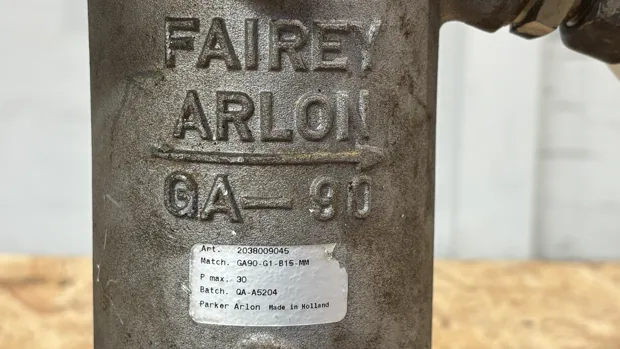 FAIREY
ARLON
GA-90
Art. 2038009045
Match. GA90-G1-B15-MM
P max. 30
Batch. QA-A5204
Parker Arlon Made in Holland